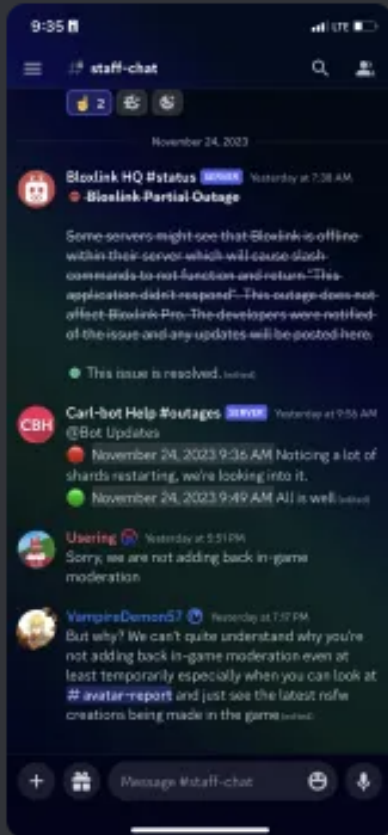 9:35
LTE
# staff-chat
2
November 24, 2023
Bloxlink HQ #status SERVER Yesterday at 7:38 AM
Bloxlink Partial Outage
Some servers might see that Bloxlink is offline
within their server which will cause slash
commands to not function and return "This
application didn't respond". This outage does not
affect Bloxlink Pro. The developers were notified
of the issue and any updates will be posted here.
This issue is resolved. (edited)
CBH
Carl-bot Help #outages SERVER Yesterday at 9:56 AM
@Bot Updates
November 24, 2023 9:36 AM Noticing a lot of
shards restarting, we're looking into it.
November 24, 2023 9:49 AM All is well (edited)
Usering Yesterday at 5:51 PM
Sorry, we are not adding back in-game
moderation
VampireDemon57 Yesterday at 7:17 PM
But why? We can't quite understand why you're
not adding back in-game moderation even at
least temporarily especially when you can look at
# avatar-report and just see the latest nsfw
creations being made in the game (edited)
Message #staff-chat